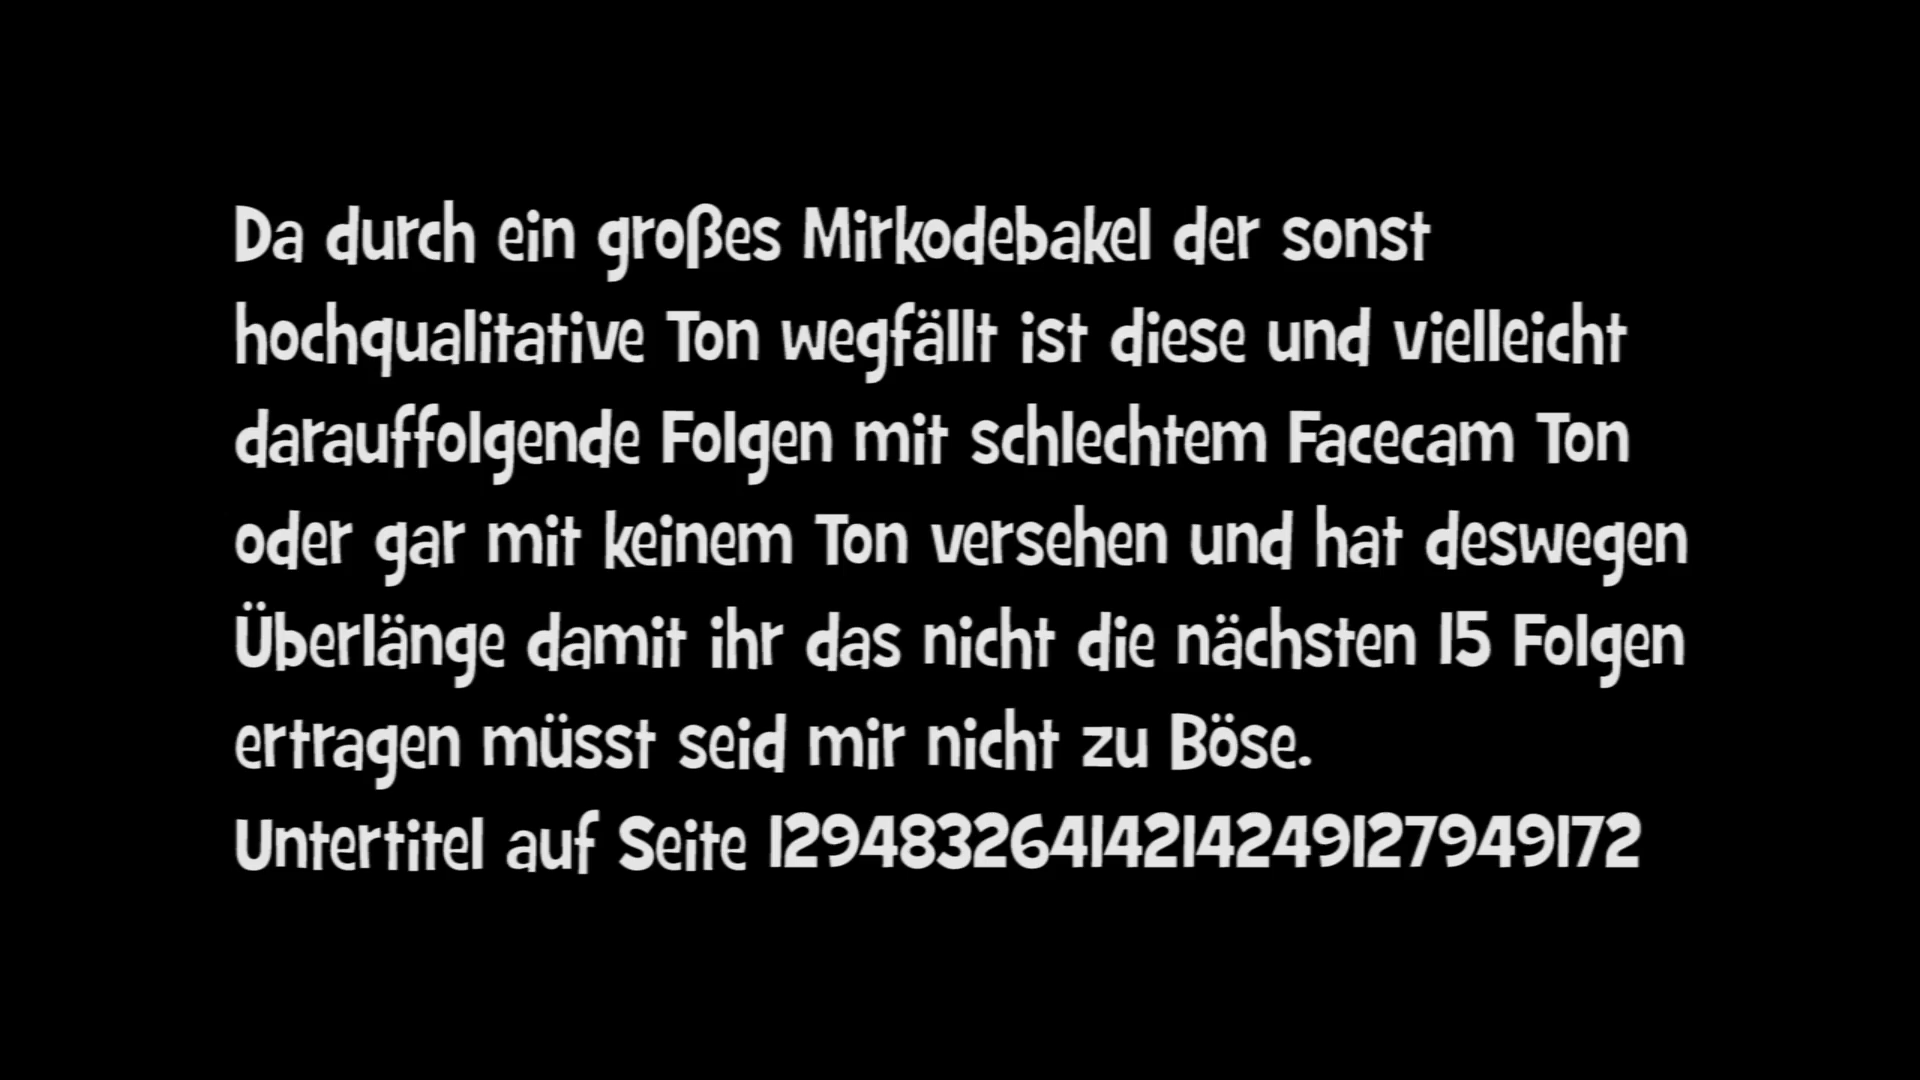 Da durch ein großes Mirkodebakel der sonst
hochqualitative Ton wegfällt ist diese und vielleicht
darauffolgende Folgen mit schlechtem Facecam Ton
oder gar mit keinem Ton versehen und hat deswegen
Überlänge damit ihr das nicht die nächsten 15 Folgen
ertragen müsst seid mir nicht zu Böse.
Untertitel auf Seite 12948326414214249127949172